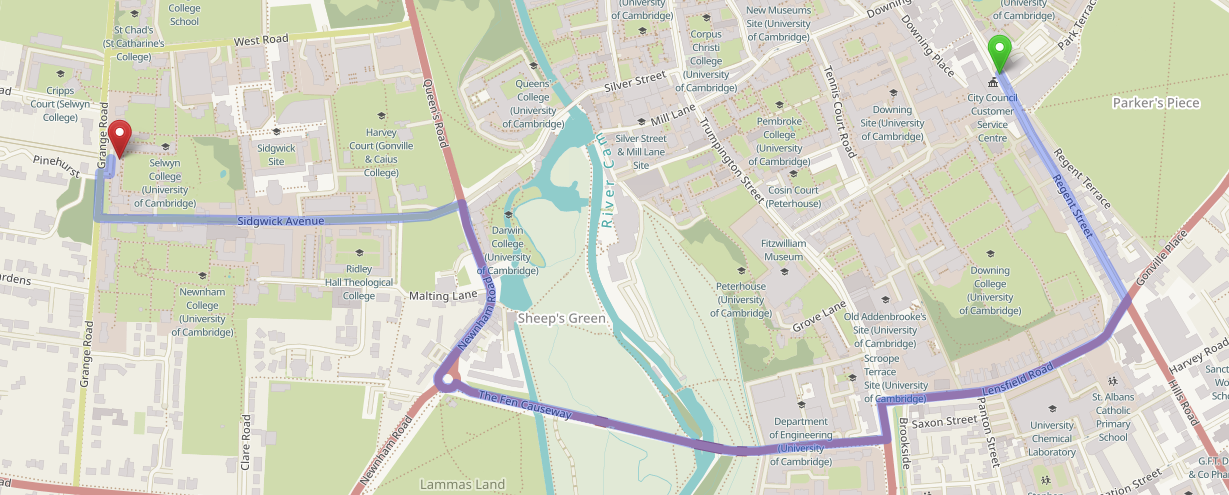 College
School
(University
of Cambridge)
New Museums
Site (University
of Cambridge)
Downing
(University
of Cambridge)
St Chad's
(St Catharine's
College)
West Road
Corpus
Christi
College
(University
of Cambridge)
Downing Place
Park Terrace
Cripps
Court (Selwyn
College)
Queen's Road
Queens'
College
(University
of Cambridge)
Silver Street
Tennis Court Road
City Council
Customer
Service
Centre
Parker's Piece
Grange Road
Mill Lane
Downing
College
(University
of Cambridge)
Pinehurst
Selwyn
College
(University
of Cambridge)
Sidgwick
Site
Harvey
Court (Gonville
& Caius
College)
Silver Street
& Mill Lane
Site
Trumpington Street
Pembroke
College
(University
of Cambridge)
Regent Terrace
Regent Street
River Cam
Cosin Court
(Peterhouse)
Sidgwick Avenue
Darwin
College
(University
of Cambridge)
Fitzwilliam
Museum
Gonville Place
Ridley
Hall Theological
College
Newnham
College
(University
of Cambridge)
Malting Lane
Newnham Road
Peterhouse
(University
of Cambridge)
Downing
College
(University
of Cambridge)
Sheep's Green
Grove Lane
Old Addenbrooke's
Site (University
of Cambridge)
Grange Road
Scroope
Terrace
Site (University
of Cambridge)
Lensfield Road
Harvey Road
Hills Road
The Fen Causeway
St. Albans
Catholic
Primary
School
Clare Road
Newnham Road
Department
of Engineering
(University
of Cambridge)
Brookside
Saxon Street
Panton Street
University
Chemical
Laboratory
Lammas Land